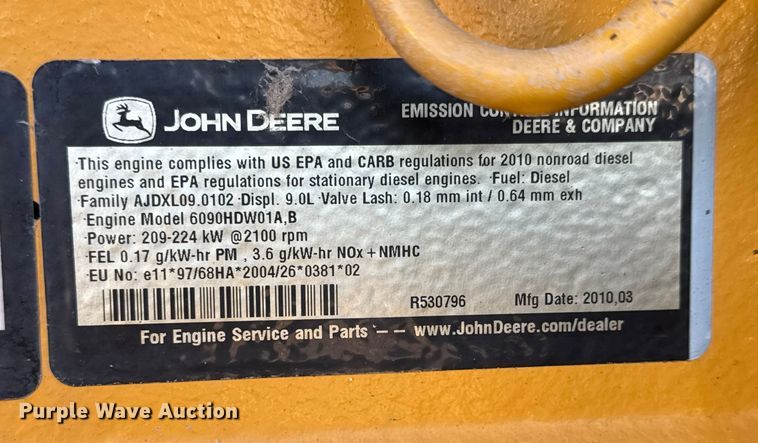 JOHN DEERE
EMISSION INFORMATION
DEERE & COMPANY
This engine complies with US EPA and CARB regulations for 2010 nonroad diesel
engines and EPA regulations for stationary diesel engines. Fuel: Diesel
Family AJDXL09.0102 Displ. 9.0L Valve Lash: 0.18 mm int / 0.64 mm exh
Engine Model 6090HDW01A,B
Power: 209-224 kW @2100 rpm
FEL 0.17 g/kW-hr PM , 3.6 g/kW-hr NOx + NMHC
EU No: e11*97/68HA*2004/26*0381*02
R530796 Mfg Date: 2010,03
For Engine Service and Parts -- www.JohnDeere.com/dealer
Purple Wave Auction